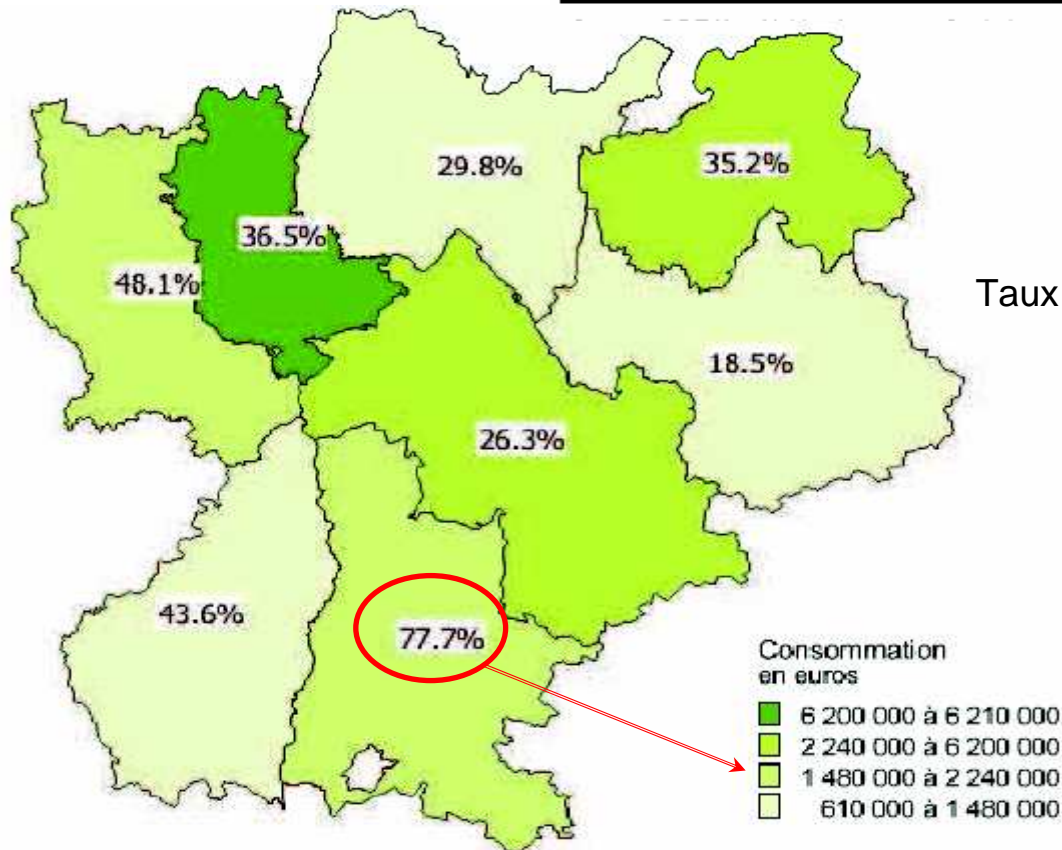 29.8%
35.2%
36.5%
48.1%
Taux
18.5%
26.3%
43.6%
77.7%
Consommation
en euros
6 200 000 à 6 210 000
2 240 000 à 6 200 000
1 480 000 à 2 240 000
610 000 à 1 480 000